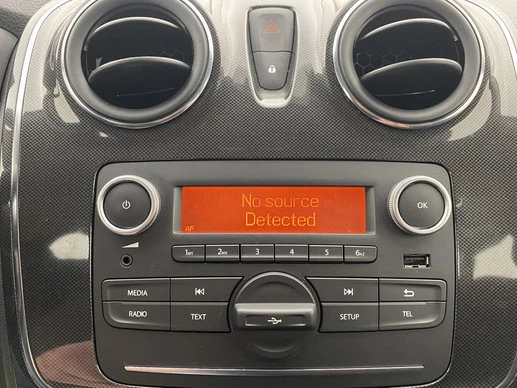 No source
Detected
AF
OK
1
2
3
4
5
6
MEDIA
RADIO
TEXT
SETUP
TEL